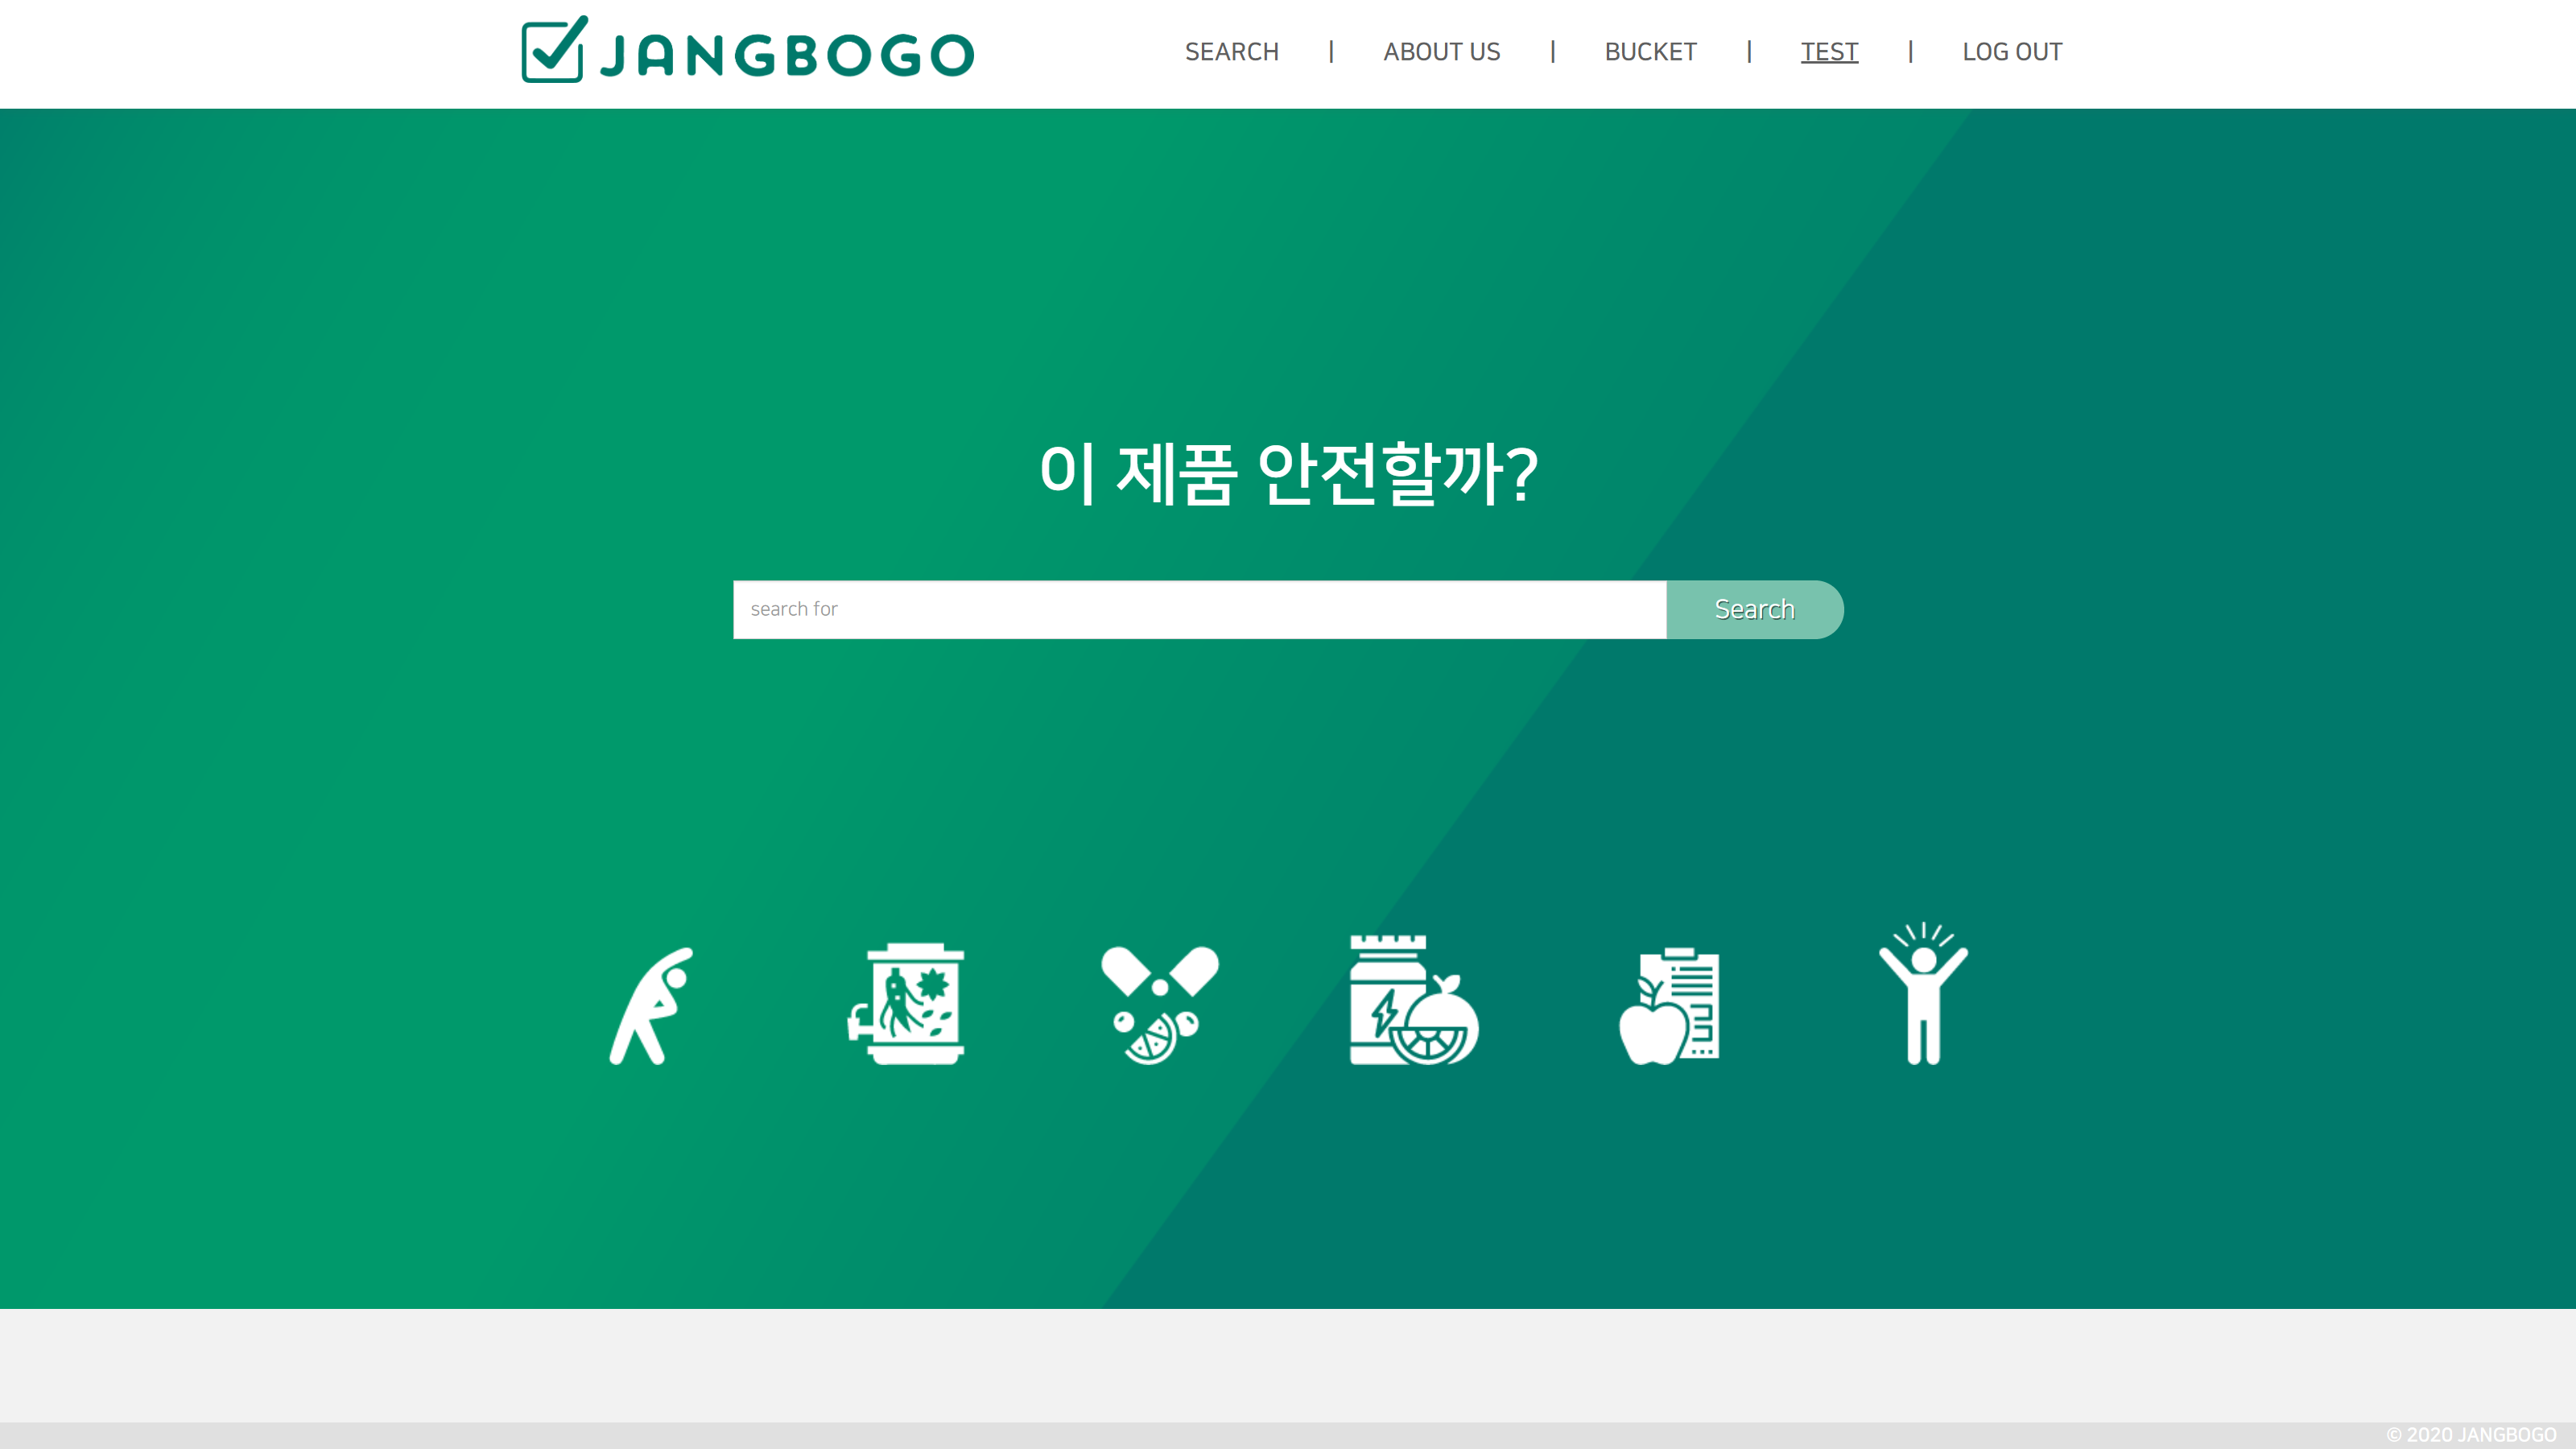 JANGBOGO
SEARCH | ABOUT US | BUCKET | TEST | LOG OUT
이 제품 안전할까?
search for
Search
© 2020 JANGBOGO